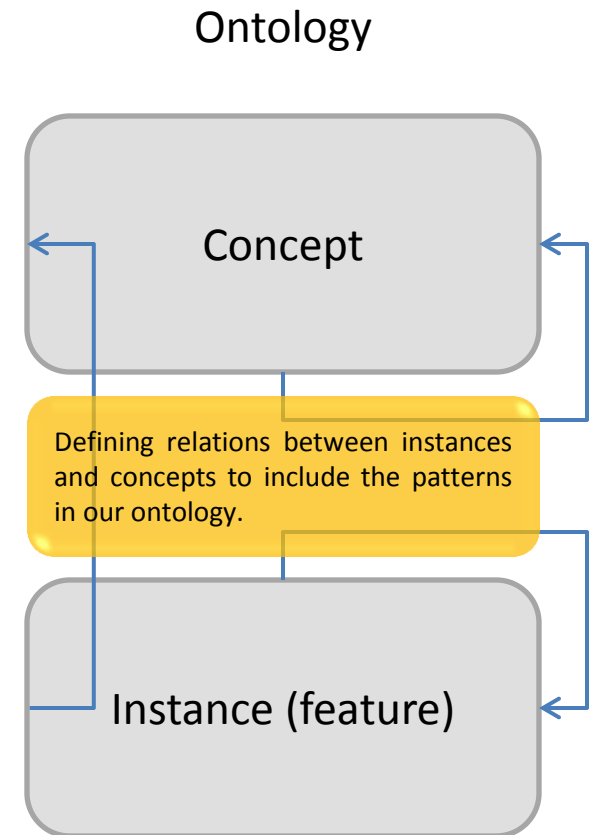 Ontology
Concept
Defining relations between instances
and concepts to include the patterns
in our ontology.
Instance (feature)